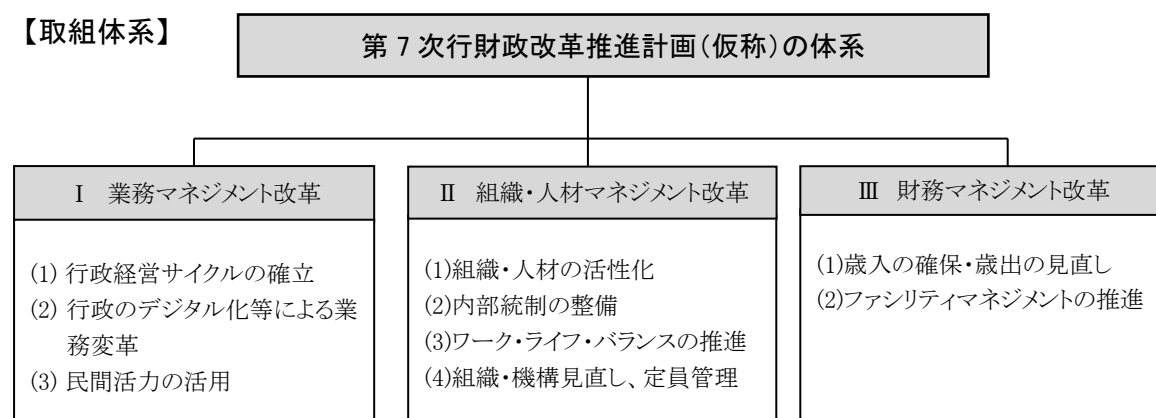 【取組体系】
第7次行財政改革推進計画(仮称)の体系
Ⅰ 業務マネジメント改革
(1) 行政経営サイクルの確立
(2) 行政のデジタル化等による業
務変革
(3) 民間活力の活用
Ⅱ 組織・人材マネジメント改革
(1)組織・人材の活性化
(2)内部統制の整備
(3)ワーク・ライフ・バランスの推進
(4)組織・機構見直し、定員管理
Ⅲ 財務マネジメント改革
(1)歳入の確保・歳出の見直し
(2)ファシリティマネジメントの推進